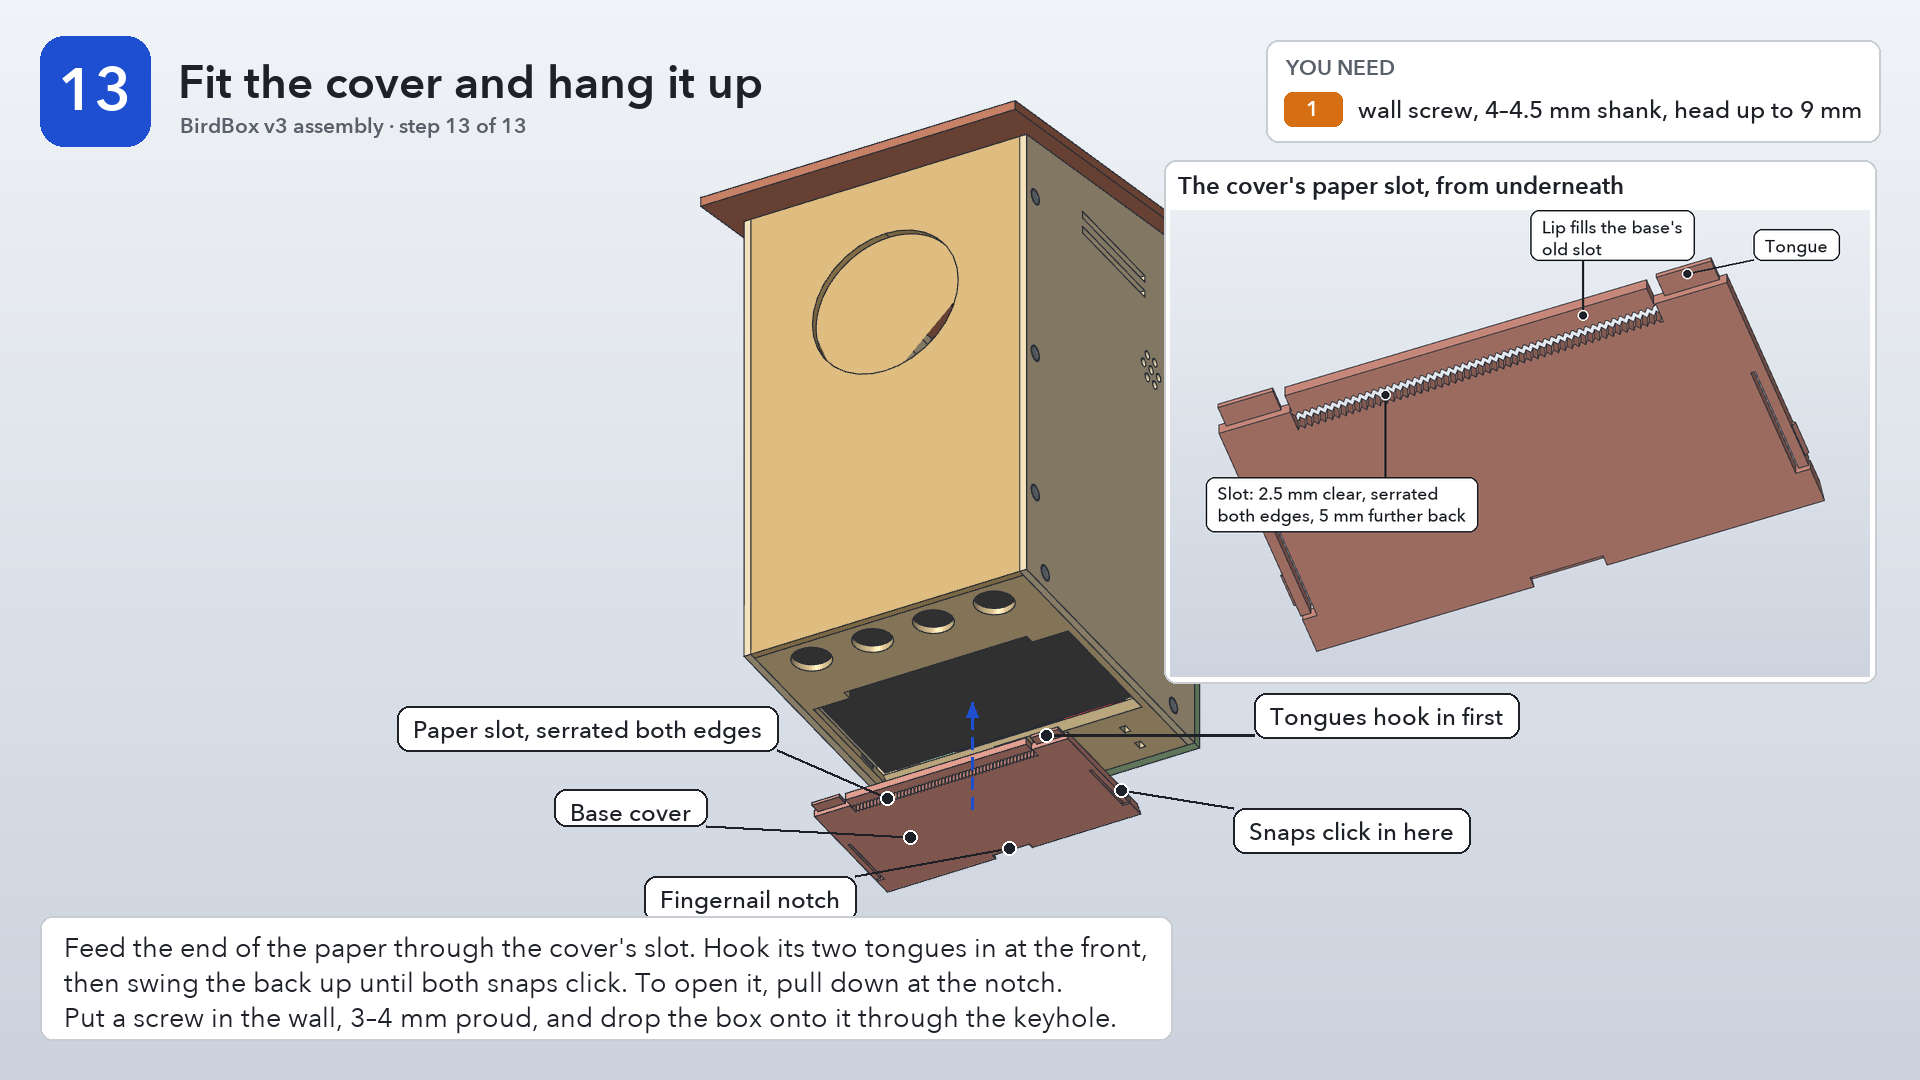 13
Fit the cover and hang it up
BirdBox v3 assembly · step 13 of 13
YOU NEED
1 wall screw, 4–4.5 mm shank, head up to 9 mm
The cover's paper slot, from underneath
Lip fills the base's
old slot
Tongue
Slot: 2.5 mm clear, serrated
both edges, 5 mm further back
Paper slot, serrated both edges
Tongues hook in first
Base cover
Snaps click in here
Fingernail notch
Feed the end of the paper through the cover's slot. Hook its two tongues in at the front,
then swing the back up until both snaps click. To open it, pull down at the notch.
Put a screw in the wall, 3–4 mm proud, and drop the box onto it through the keyhole.